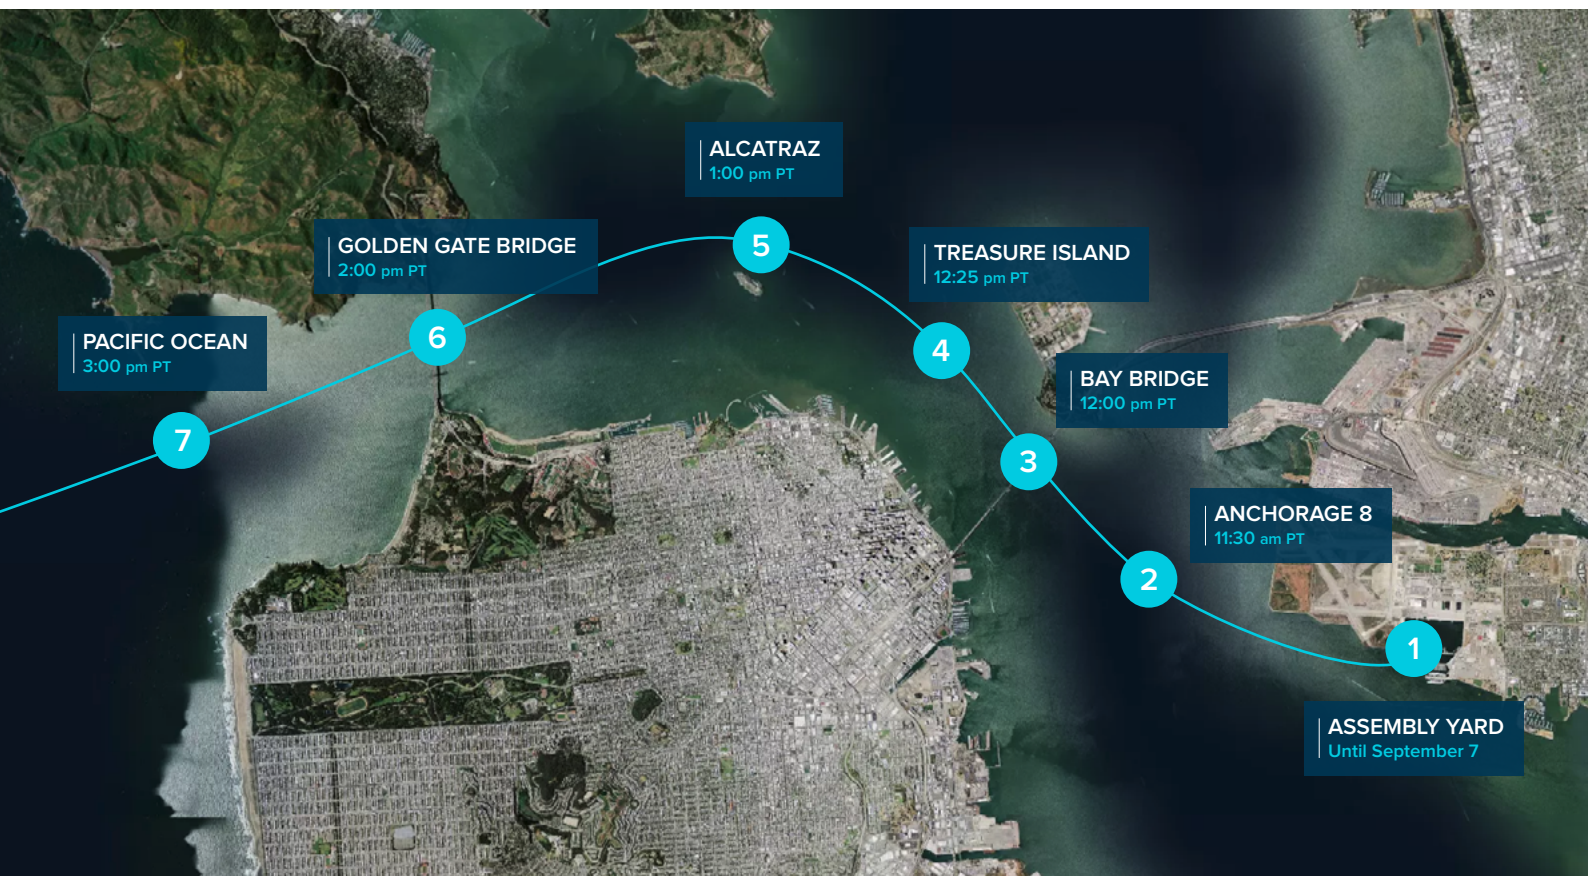 ALCATRAZ
1:00 pm PT
5
GOLDEN GATE BRIDGE
2:00 pm PT
6
TREASURE ISLAND
12:25 pm PT
4
PACIFIC OCEAN
3:00 pm PT
7
BAY BRIDGE
12:00 pm PT
3
ANCHORAGE 8
11:30 am PT
2
1
ASSEMBLY YARD
Until September 7